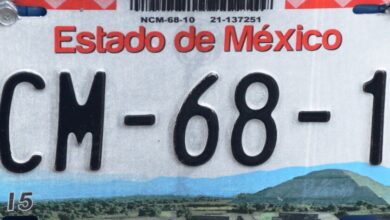 NCM-68-10 21-137251
Estado de México
CM-68-1
15